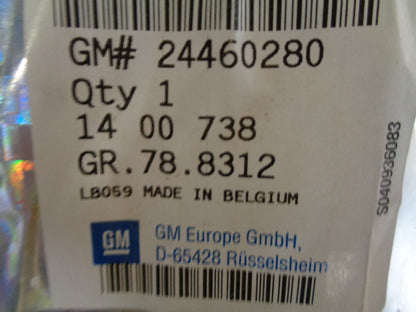 GM# 24460280
Qty 1
14 00 738
GR.78.8312
LB059 MADE IN BELGIUM
GM
GM Europe GmbH,
D-65428 Rüsselsheim
S040936083